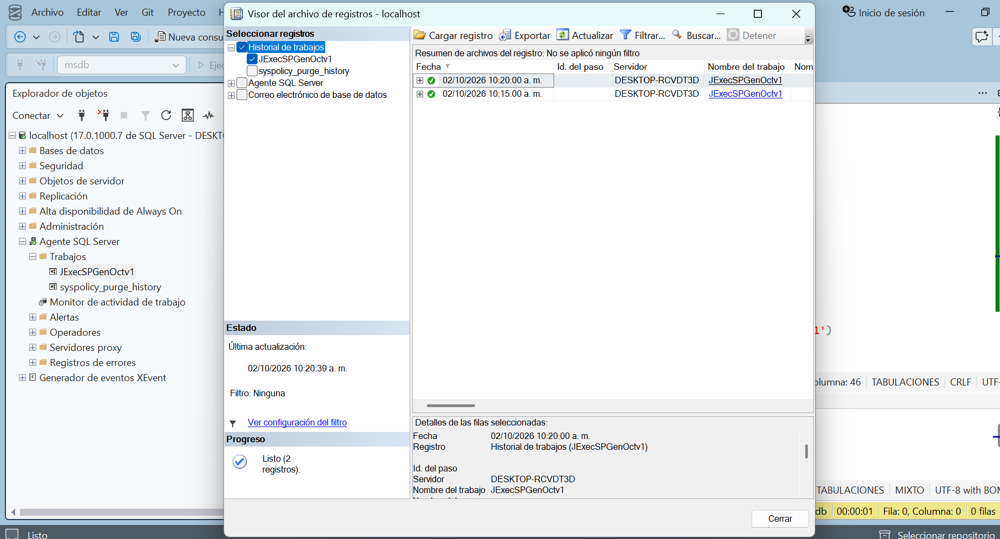 Archivo Editar Ver Git Proyecto
Visor del archivo de registros - localhost
Inicio de sesión
Nueva consu
msdb
Ejec
Explorador de objetos
Conectar
localhost (17.0.1000.7 de SQL Server - DESKT
Bases de datos
Seguridad
Objetos de servidor
Replicación
Alta disponibilidad de Always On
Administración
Agente SQL Server
Trabajos
JExecSPGenOctv1
syspolicy_purge_history
Monitor de actividad de trabajo
Alertas
Operadores
Servidores proxy
Registros de errores
Generador de eventos XEvent
Seleccionar registros
Historial de trabajos
JExecSPGenOctv1
syspolicy_purge_history
Agente SQL Server
Correo electrónico de base de datos
Estado
Última actualización:
02/10/2026 10:20:39 a. m.
Filtro: Ninguna
Ver configuración del filtro
Progreso
Listo (2
registros).
Cargar registro Exportar Actualizar Filtrar... Buscar... Detener
Resumen de archivos del registro: No se aplicó ningún filtro
Fecha Id. del paso Servidor Nombre del trabajo Nom
02/10/2026 10:20:00 a. m. DESKTOP-RCVDT3D JExecSPGenOctv1
02/10/2026 10:15:00 a. m. DESKTOP-RCVDT3D JExecSPGenOctv1
Detalles de las filas seleccionadas:
Fecha 02/10/2026 10:20:00 a. m.
Registro Historial de trabajos (JExecSPGenOctv1)
Id. del paso
Servidor DESKTOP-RCVDT3D
Nombre del trabajo JExecSPGenOctv1
Cerrar
1')
olumna: 46 TABULACIONES CRLF UTF-
TABULACIONES MIXTO UTF-8 with BOM
db 00:00:01 Fila: 0, Columna: 0 0 filas
Listo
Seleccionar repositorio